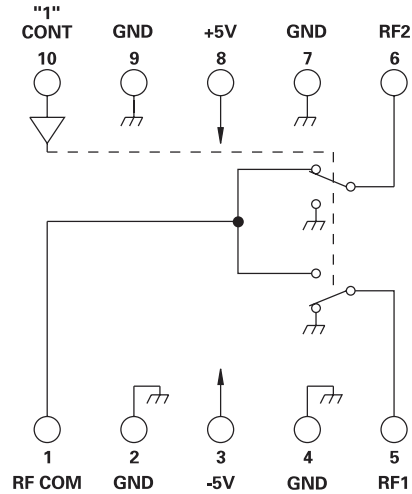 "1"
CONT GND +5V GND RF2
10 9 8 7 6
1 2 3 4 5
RF COM GND -5V GND RF1